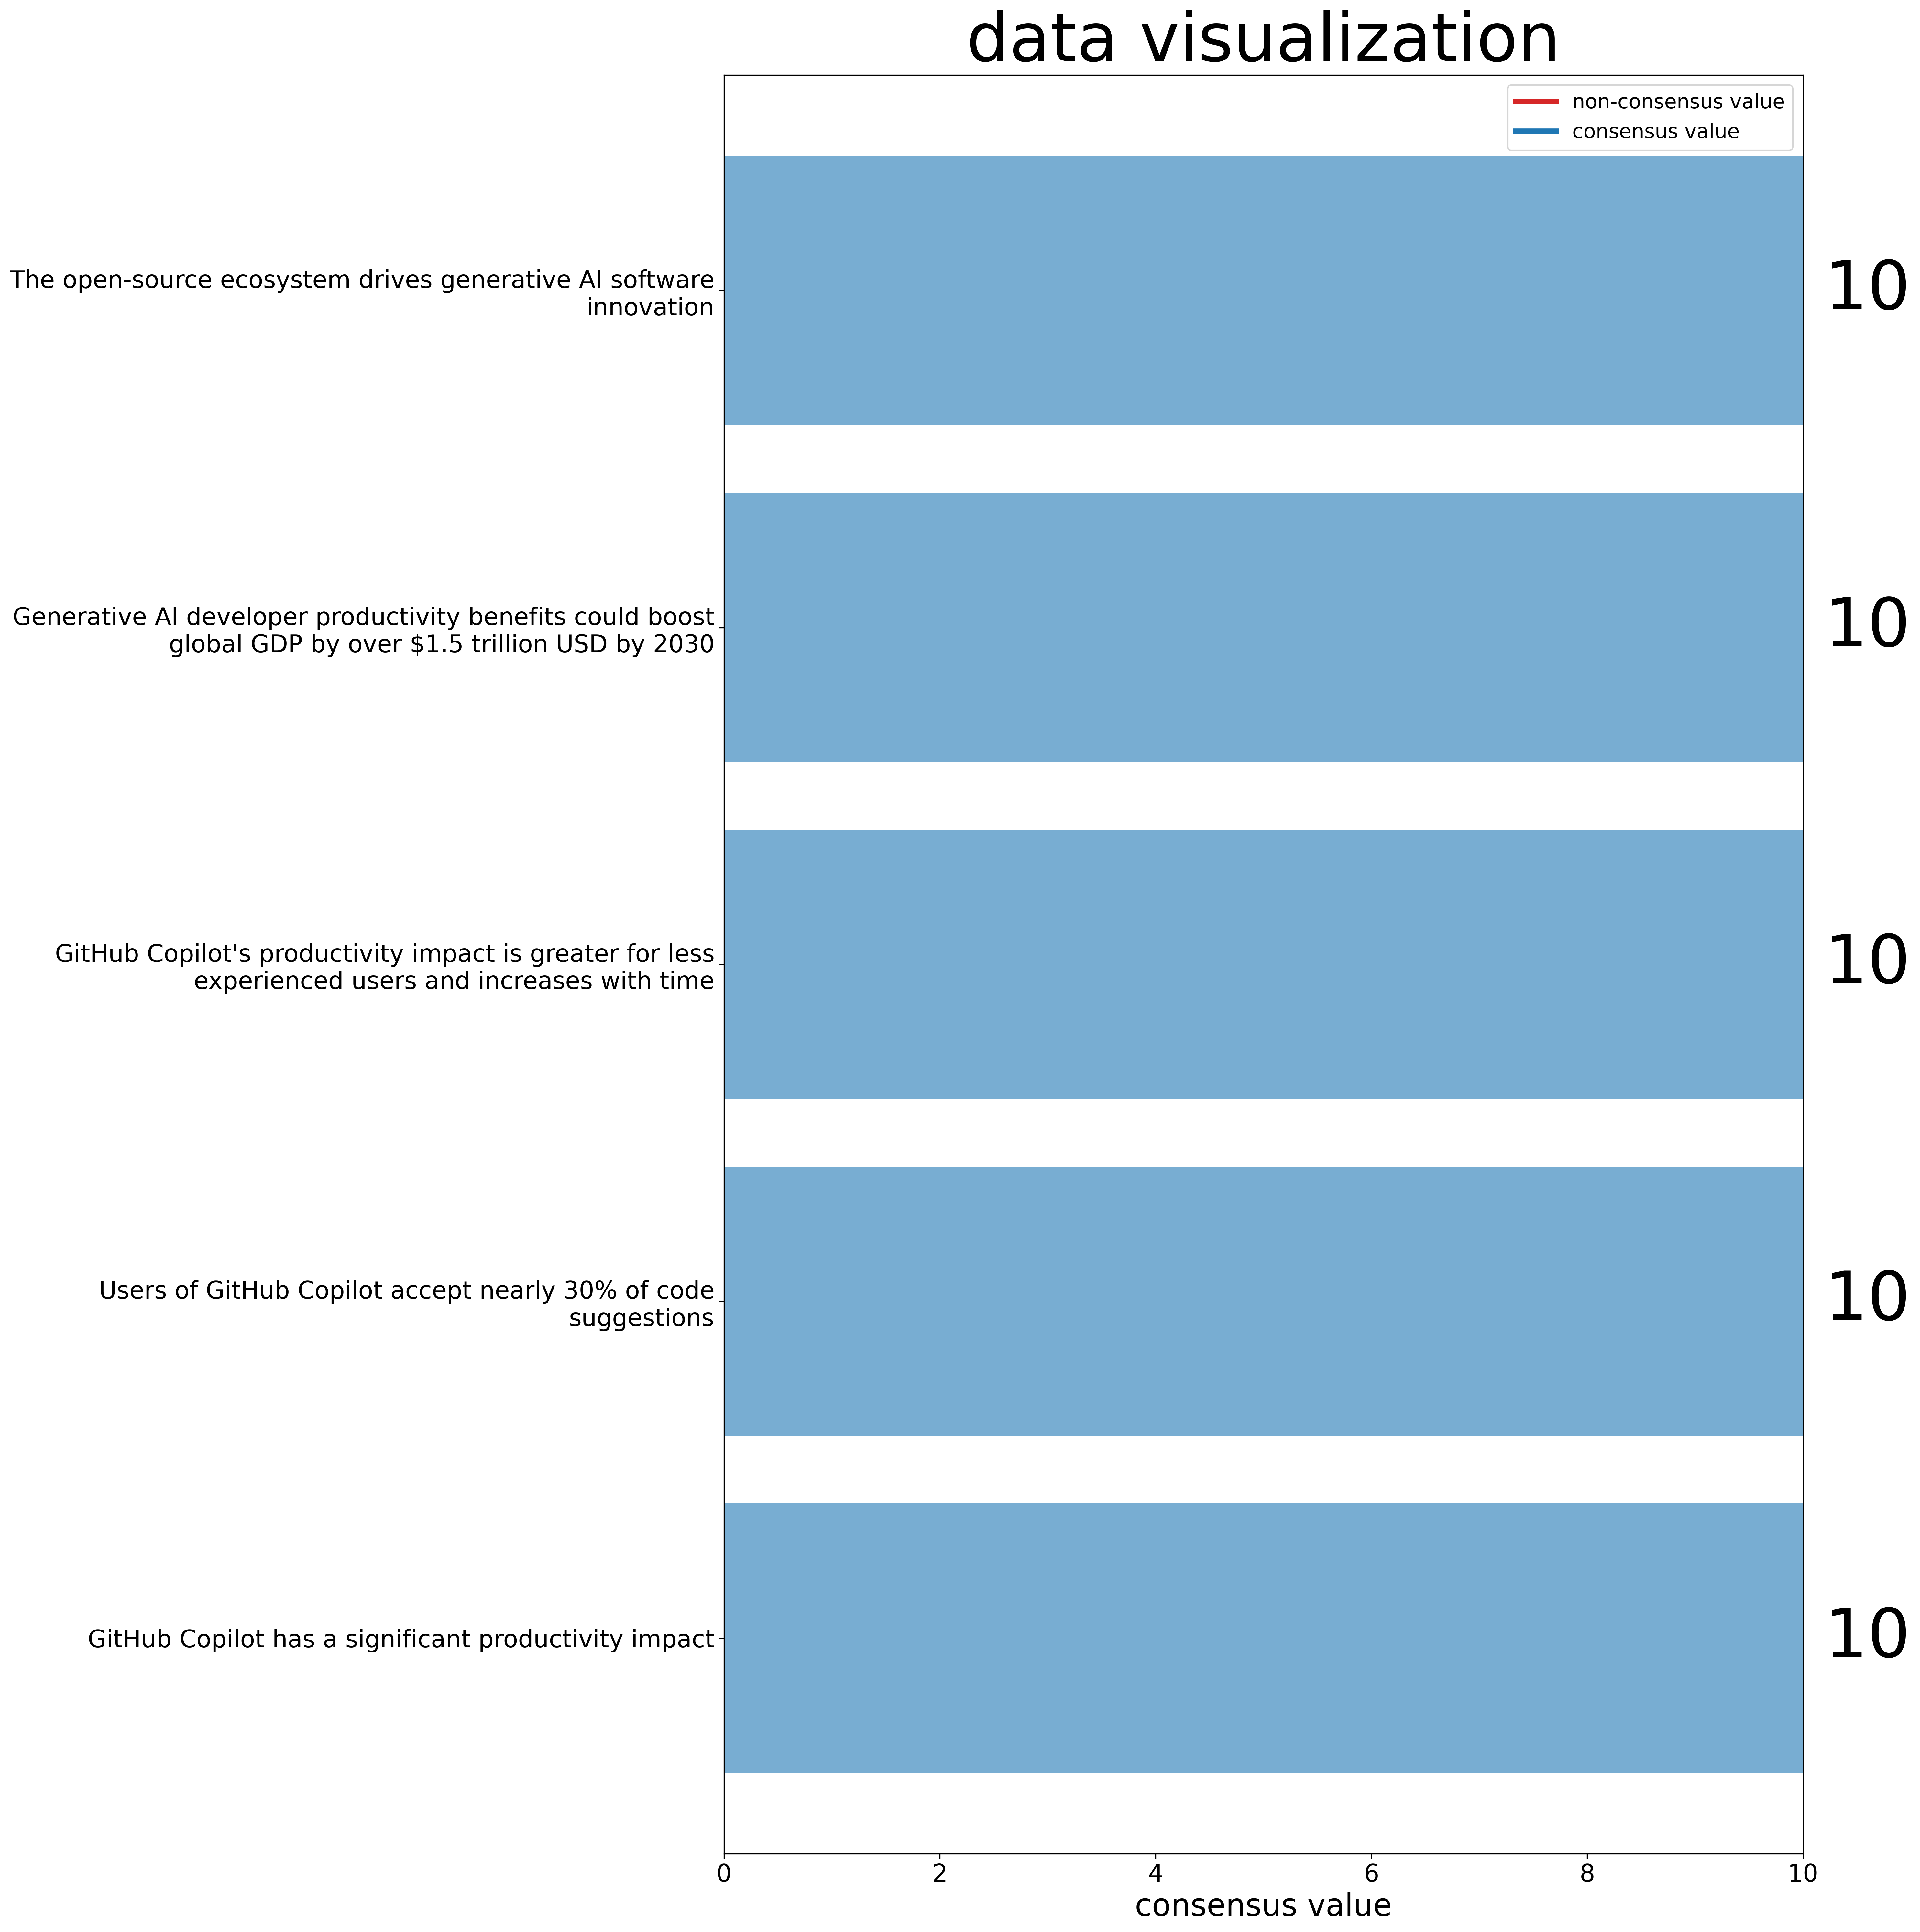 data visualization
non-consensus value
consensus value
The open-source ecosystem drives generative AI software
innovation
10
Generative AI developer productivity benefits could boost
global GDP by over $1.5 trillion USD by 2030
10
GitHub Copilot's productivity impact is greater for less
experienced users and increases with time
10
Users of GitHub Copilot accept nearly 30% of code
suggestions
10
GitHub Copilot has a significant productivity impact
10
0 2 4 6 8 10
consensus value